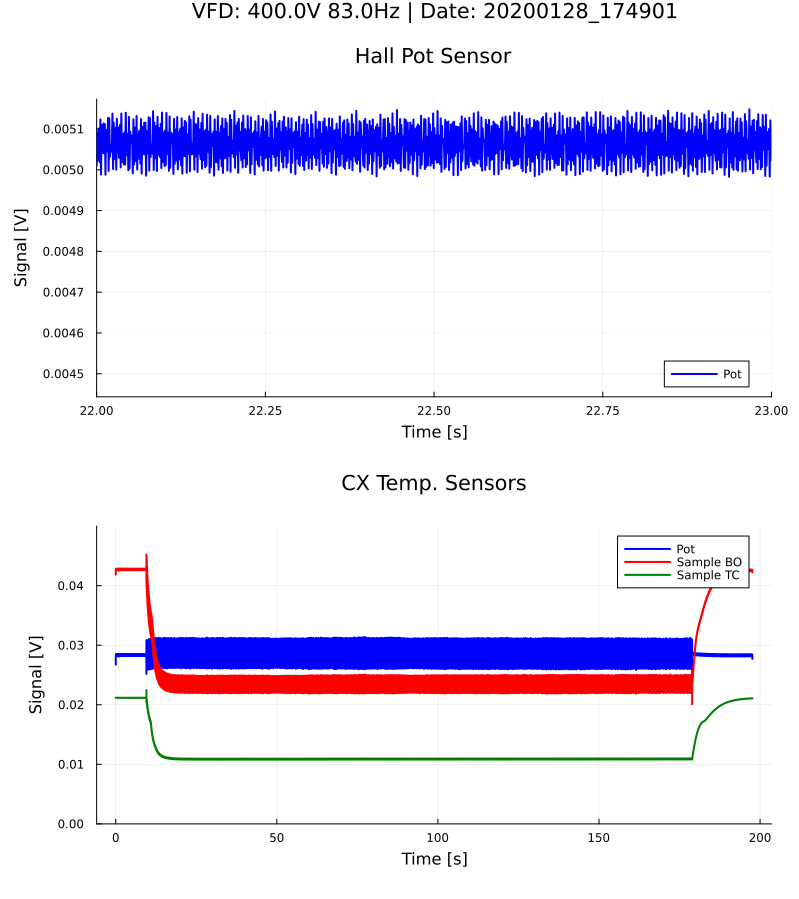 VFD: 400.0V 83.0Hz | Date: 20200128_174901
Hall Pot Sensor
Signal [V]
0.0051
0.0050
0.0049
0.0048
0.0047
0.0046
0.0045
Pot
22.00 22.25 22.50 22.75 23.00
Time [s]
CX Temp. Sensors
Signal [V]
Pot
Sample BO
Sample TC
0.04
0.03
0.02
0.01
0.00
0 50 100 150 200
Time [s]